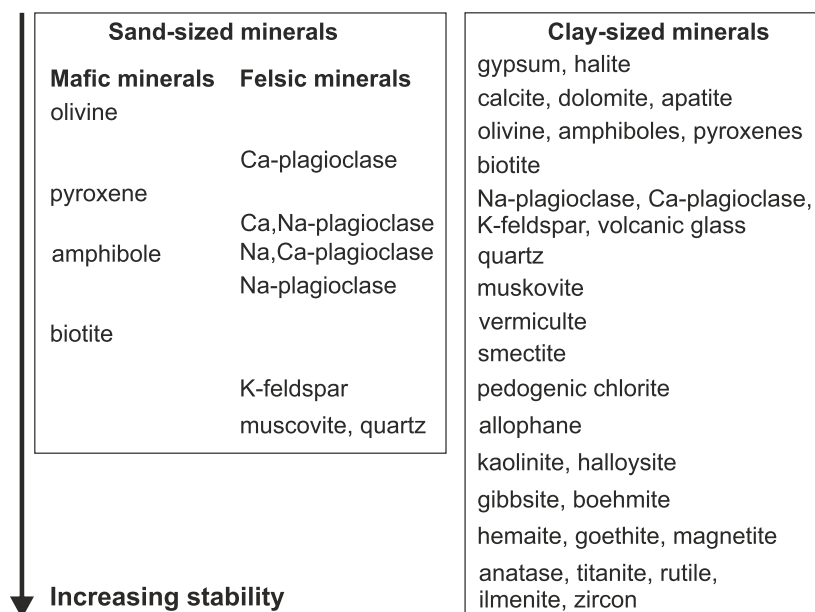 Sand-sized minerals
Mafic minerals Felsic minerals
olivine
Ca-plagioclase
pyroxene
Ca,Na-plagioclase
amphibole Na,Ca-plagioclase
Na-plagioclase
biotite
K-feldspar
muscovite, quartz
Increasing stability
Clay-sized minerals
gypsum, halite
calcite, dolomite, apatite
olivine, amphiboles, pyroxenes
biotite
Na-plagioclase, Ca-plagioclase,
K-feldspar, volcanic glass
quartz
muskovite
vermiculte
smectite
pedogenic chlorite
allophane
kaolinite, halloysite
gibbsite, boehmite
hemaite, goethite, magnetite
anatase, titanite, rutile,
ilmenite, zircon